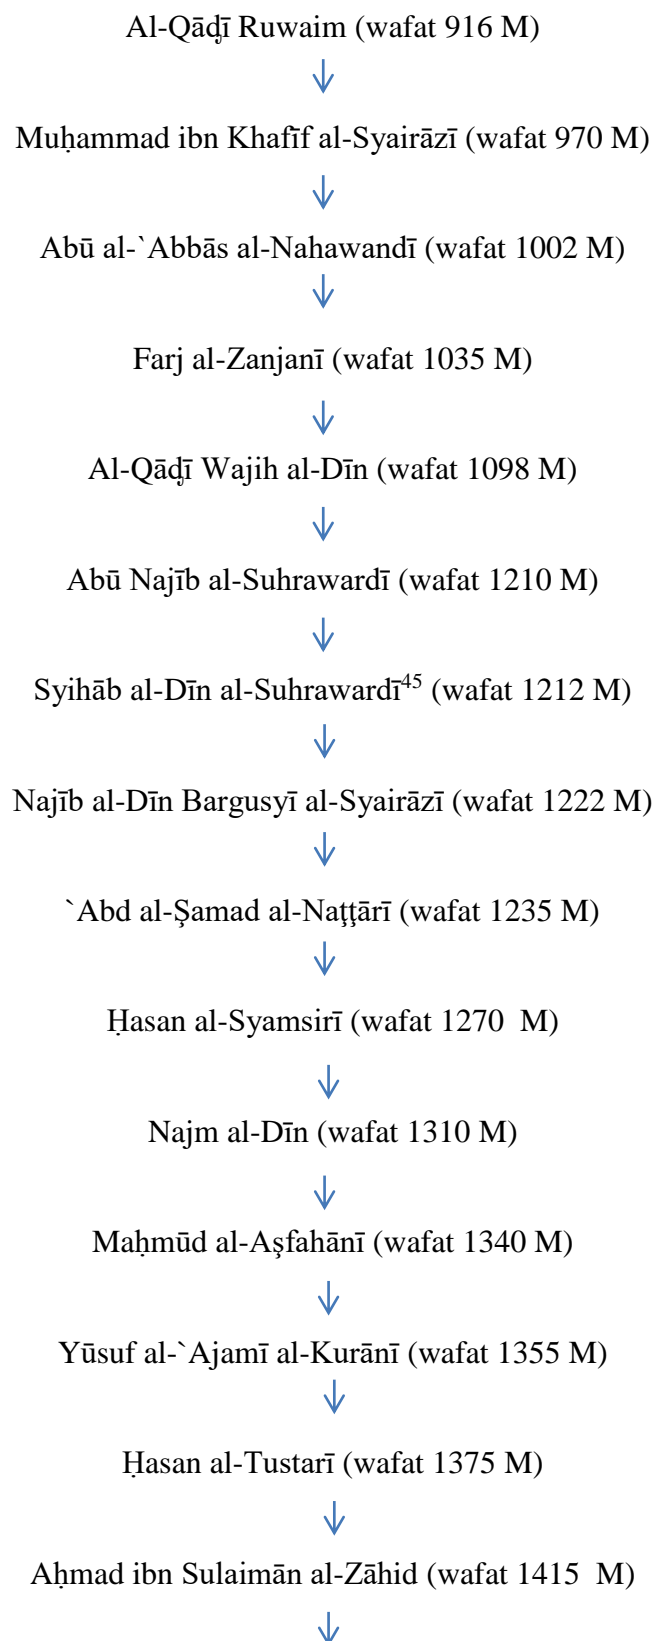 Al-Qāḍī Ruwaim (wafat 916 M)
Muḥammad ibn Khafīf al-Syairāzī (wafat 970 M)
Abū al-`Abbās al-Nahawandī (wafat 1002 M)
Farj al-Zanjanī (wafat 1035 M)
Al-Qāḍī Wajih al-Dīn (wafat 1098 M)
Abū Najīb al-Suhrawardī (wafat 1210 M)
Syihāb al-Dīn al-Suhrawardī⁴⁵ (wafat 1212 M)
Najīb al-Dīn Bargusyī al-Syairāzī (wafat 1222 M)
`Abd al-Şamad al-Naţţārī (wafat 1235 M)
Ḥasan al-Syamsirī (wafat 1270  M)
Najm al-Dīn (wafat 1310 M)
Maḥmūd al-Aşfahānī (wafat 1340 M)
Yūsuf al-`Ajamī al-Kurānī (wafat 1355 M)
Ḥasan al-Tustarī (wafat 1375 M)
Aḥmad ibn Sulaimān al-Zāhid (wafat 1415  M)